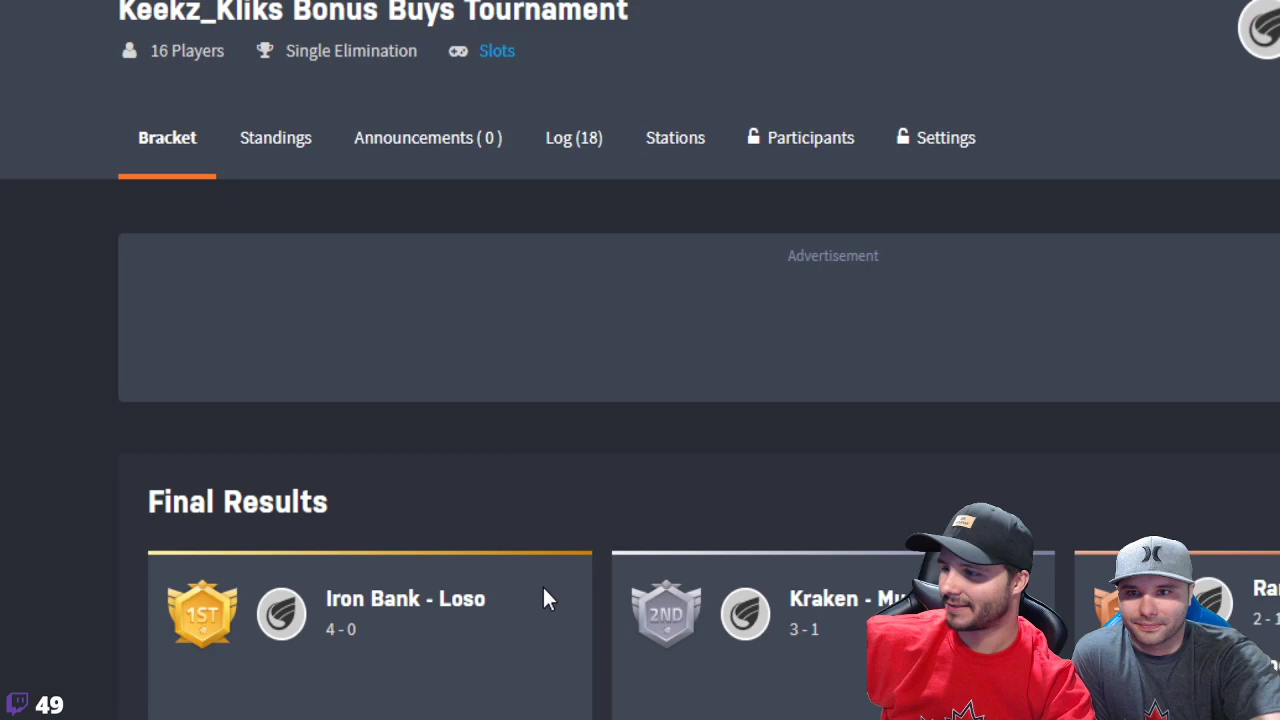 Keekz_Kliks Bonus Buys Tournament
16 Players Single Elimination Slots
Bracket Standings Announcements ( 0 ) Log (18) Stations Participants Settings
Advertisement
Final Results
1ST Iron Bank - Loso 2ND Kraken -
4 - 0 3 - 1
49